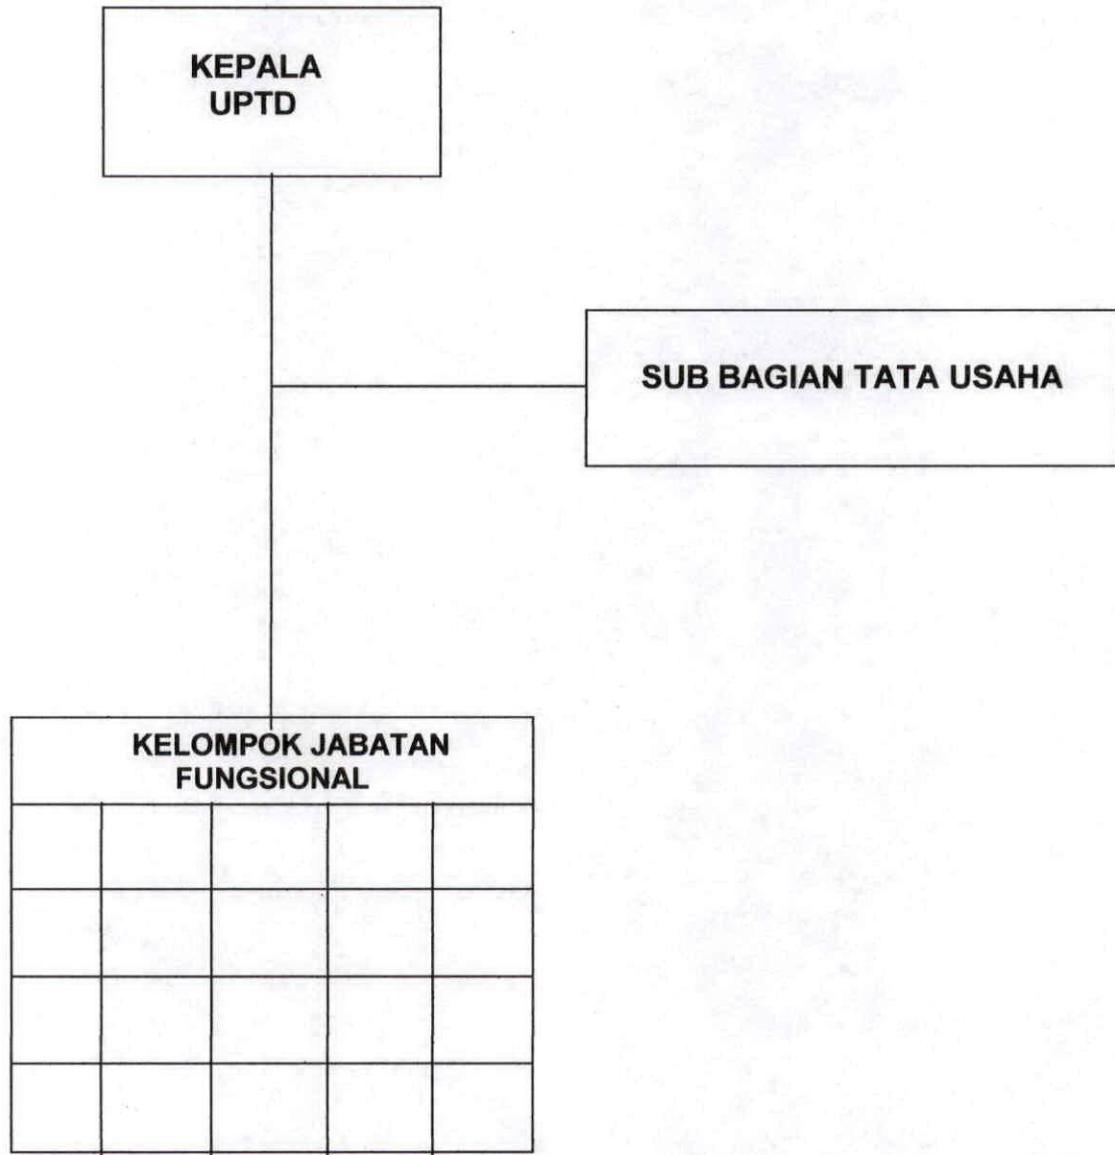 KEPALA
UPTD
SUB BAGIAN TATA USAHA
KELOMPOK JABATAN
FUNGSIONAL